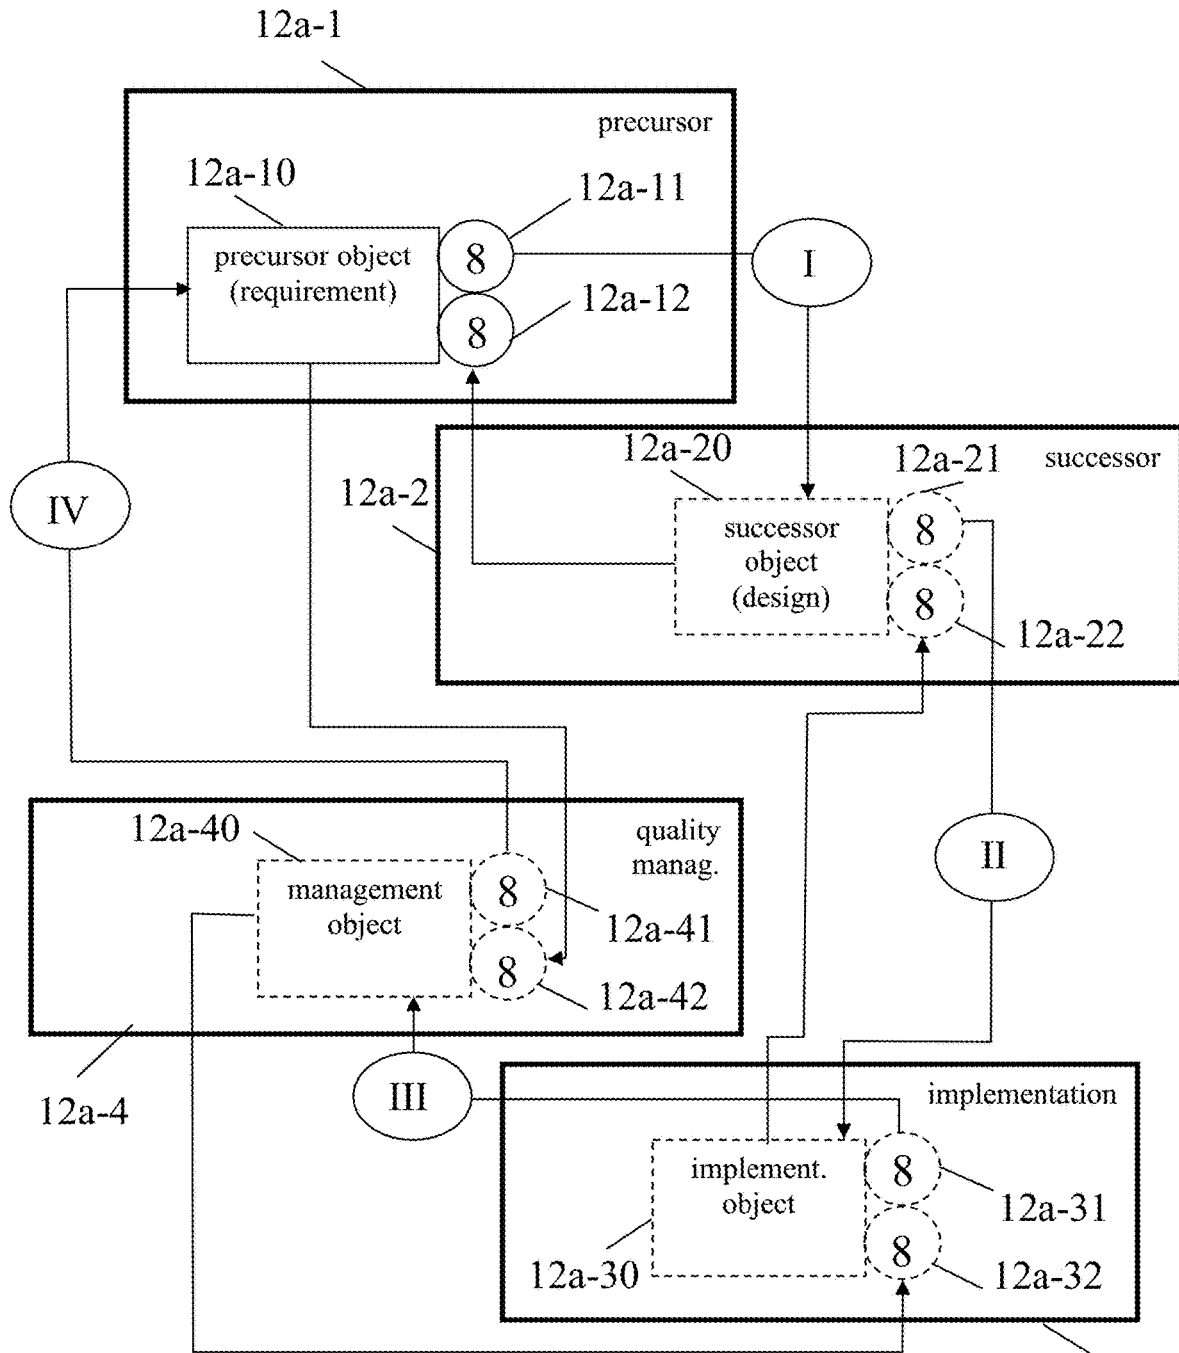 12a-1
precursor
12a-10
12a-11
precursor object
(requirement)
8
I
12a-12
8
12a-20
12a-21
successor
12a-2
IV
successor
object
(design)
8
8
12a-22
12a-40
quality
manag.
II
management
object
8
12a-41
8
12a-42
III
12a-4
implementation
implement.
object
8
12a-31
8
12a-30
12a-32